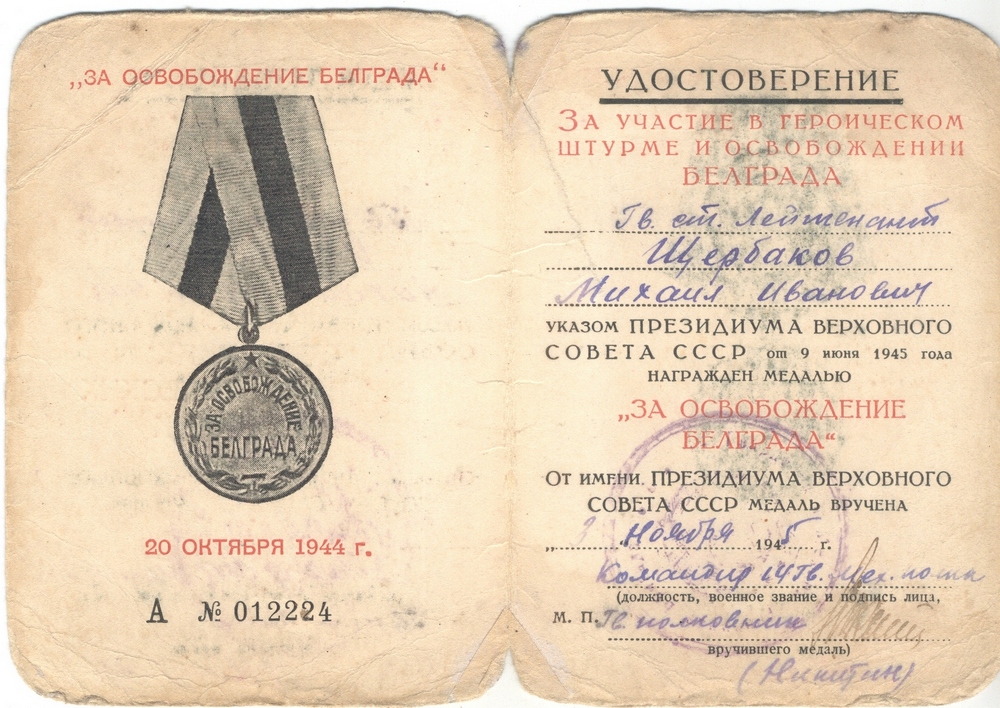 „ЗА ОСВОБОЖДЕНИЕ БЕЛГРАДА“
ЗА ОСВОБОЖДЕНИЕ
БЕЛГРАДА
20 ОКТЯБРЯ 1944 г.
А № 012224
УДОСТОВЕРЕНИЕ
ЗА УЧАСТИЕ В ГЕРОИЧЕСКОМ
ШТУРМЕ И ОСВОБОЖДЕНИИ
БЕЛГРАДА
Гв. ст. Лейтенант
Щербаков
Михаил Иванович
УКАЗОМ ПРЕЗИДИУМА ВЕРХОВНОГО
СОВЕТА СССР от 9 июня 1945 года
НАГРАЖДЕН МЕДАЛЬЮ
„ЗА ОСВОБОЖДЕНИЕ
БЕЛГРАДА“
ОТ ИМЕНИ ПРЕЗИДИУМА ВЕРХОВНОГО
СОВЕТА СССР МЕДАЛЬ ВРУЧЕНА
„3 Ноября 1945 г.
Командир 14 Гв. Мех.
(должность, военное звание и подпись лица,
М. П. Гв. полковник
вручившего медаль)
(Никитин)